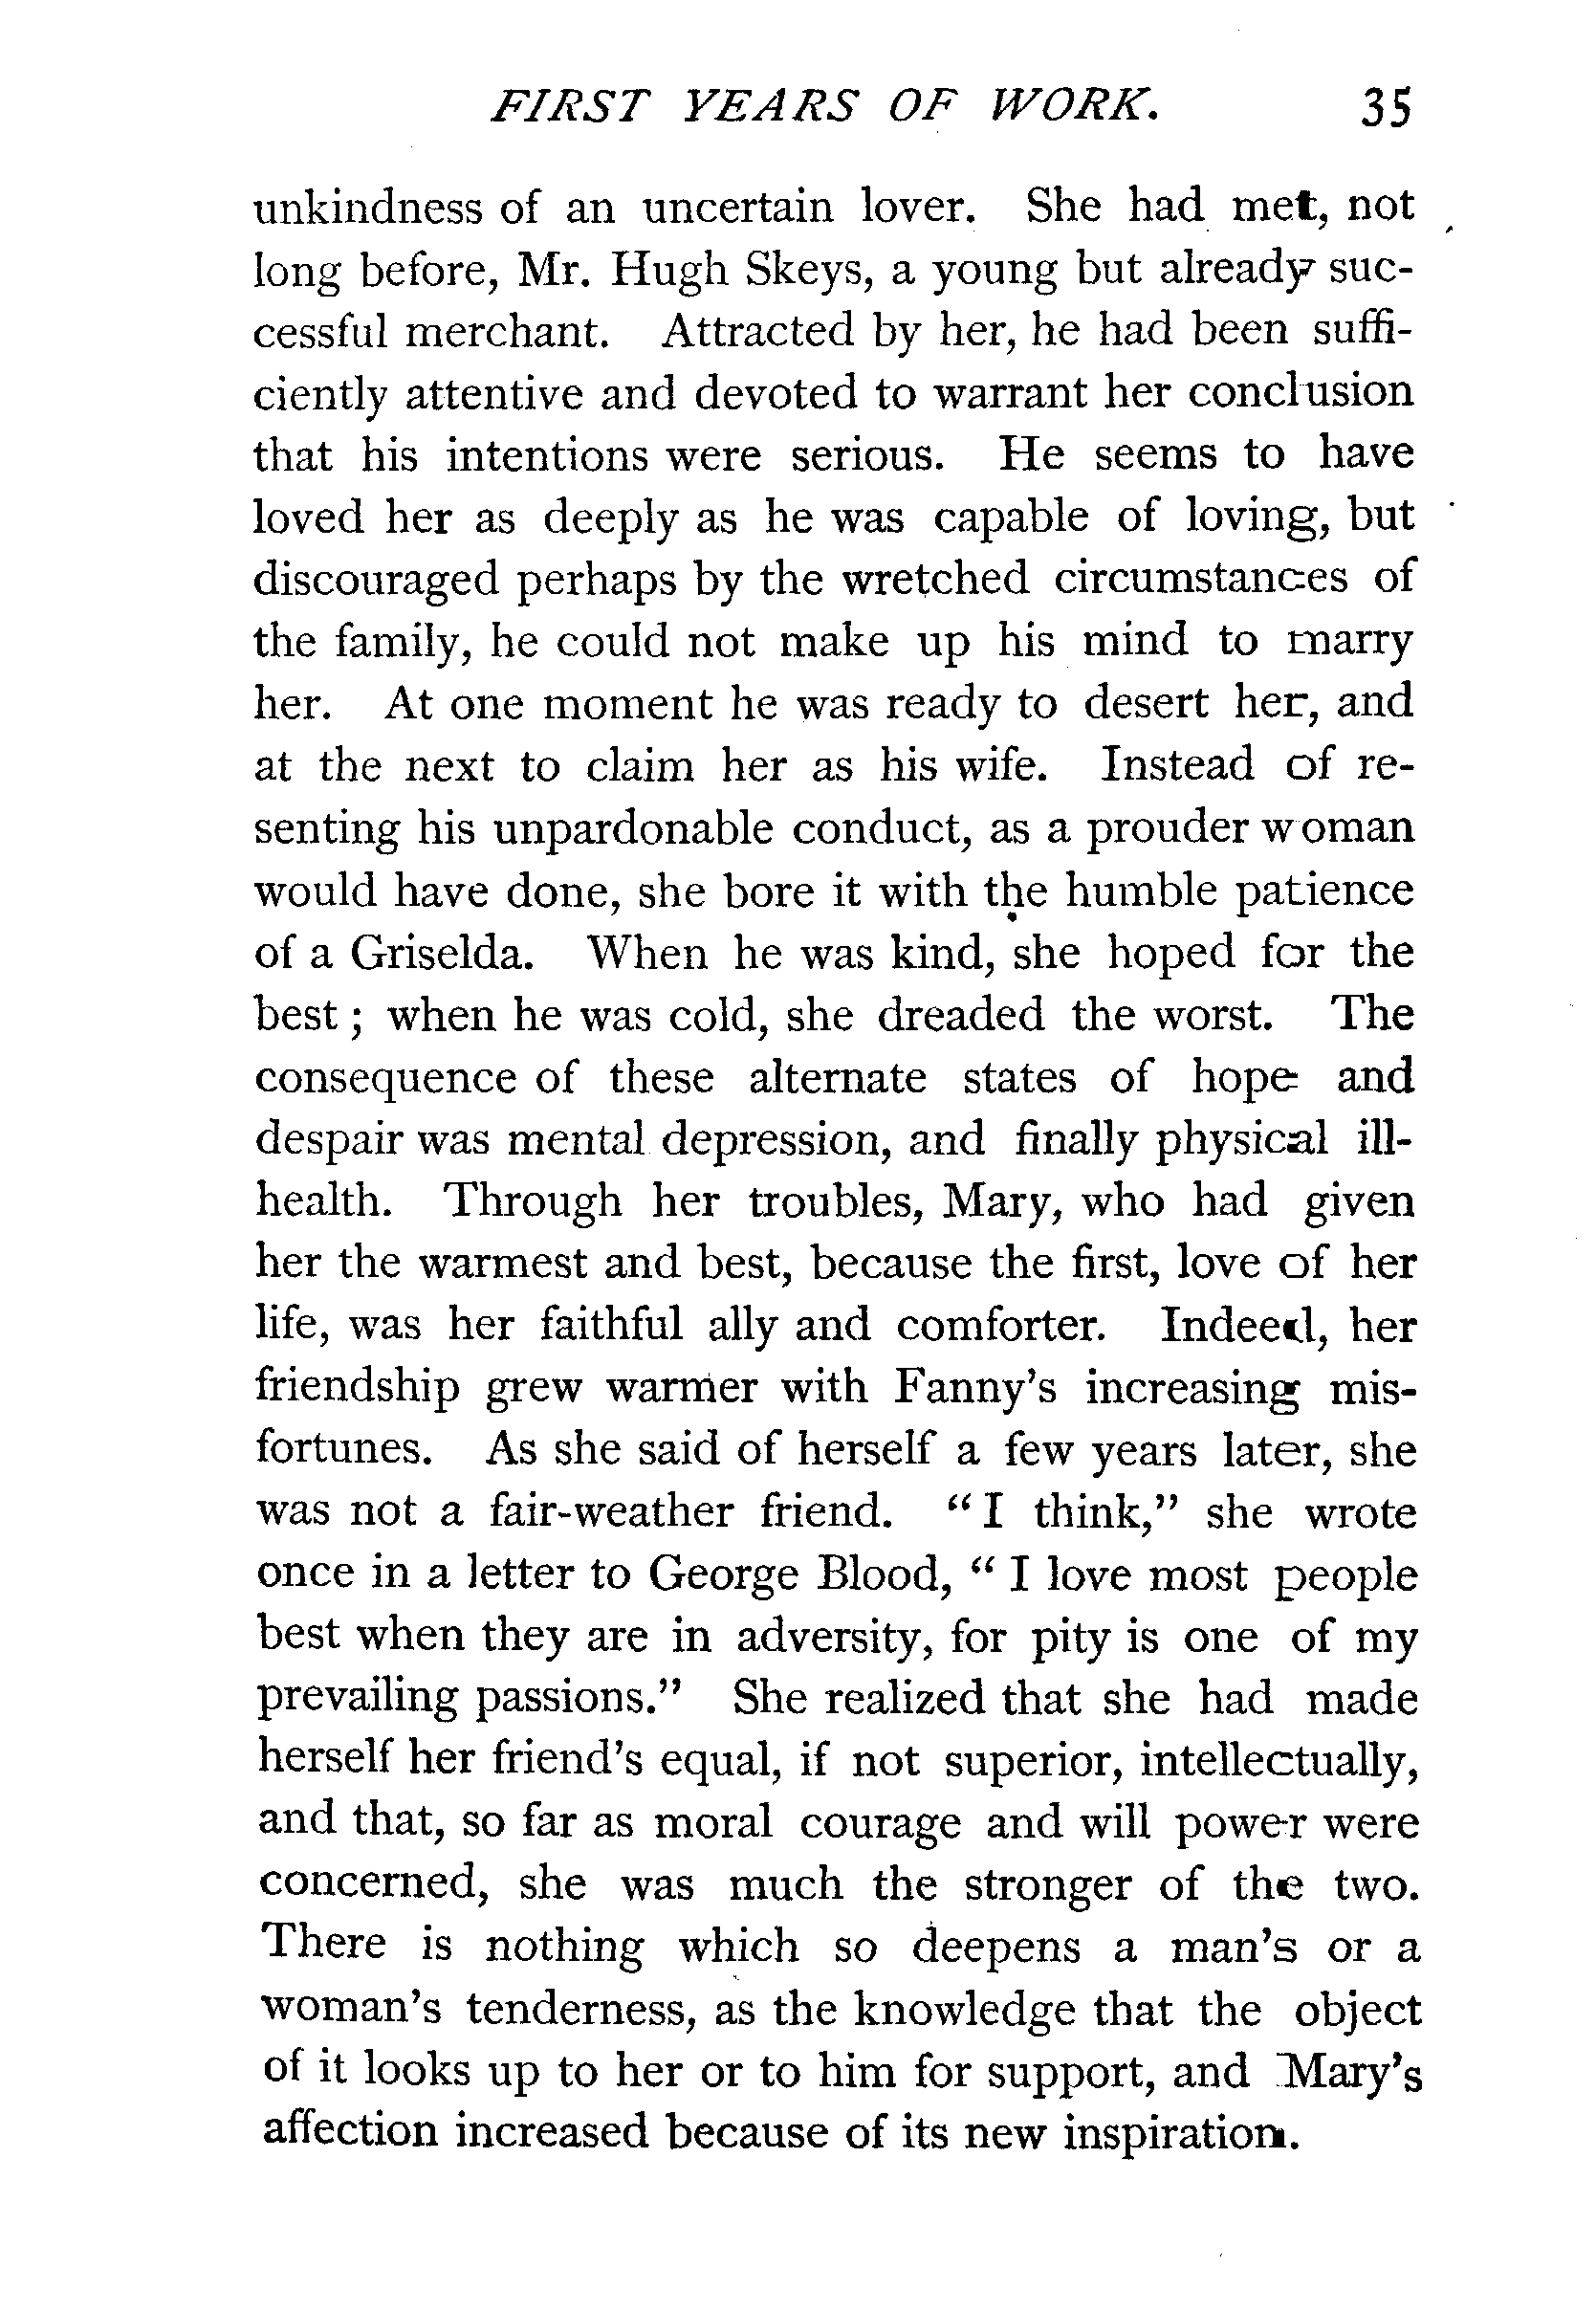 FIRST YEARS OF WORK. 35
unkindness of an uncertain lover. She had met, not
long before, Mr. Hugh Skeys, a young but already suc-
cessful merchant. Attracted by her, he had been suffi-
ciently attentive and devoted to warrant her conclusion
that his intentions were serious. He seems to have
loved her as deeply as he was capable of loving, but
discouraged perhaps by the wretched circumstances of
the family, he could not make up his mind to marry
her. At one moment he was ready to desert her, and
at the next to claim her as his wife. Instead of re-
senting his unpardonable conduct, as a prouder woman
would have done, she bore it with the humble patience
of a Griselda. When he was kind, she hoped for the
best ; when he was cold, she dreaded the worst. The
consequence of these alternate states of hope and
despair was mental depression, and finally physical ill-
health. Through her troubles, Mary, who had given
her the warmest and best, because the first, love of her
life, was her faithful ally and comforter. Indeed, her
friendship grew warmer with Fanny's increasing mis-
fortunes. As she said of herself a few years later, she
was not a fair-weather friend. "I think," she wrote
once in a letter to George Blood, "I love most people
best when they are in adversity, for pity is one of my
prevailing passions." She realized that she had made
herself her friend's equal, if not superior, intellectually,
and that, so far as moral courage and will power were
concerned, she was much the stronger of the two.
There is nothing which so deepens a man's or a
woman's tenderness, as the knowledge that the object
of it looks up to her or to him for support, and Mary's
affection increased because of its new inspiration.